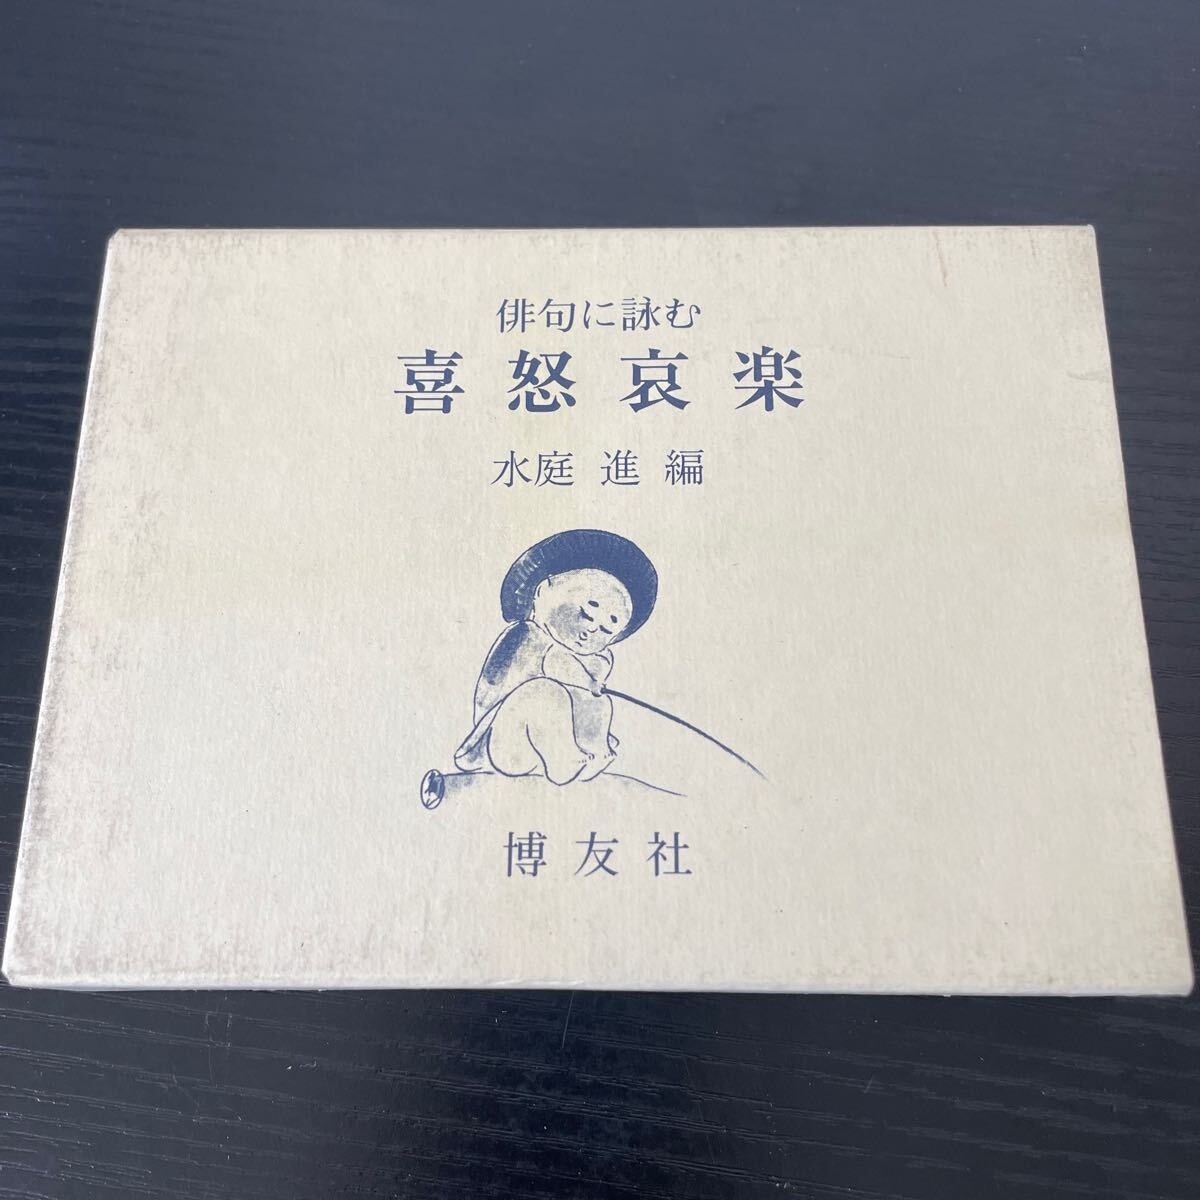 俳句に詠む
喜怒哀楽
水庭 進 編
博友社